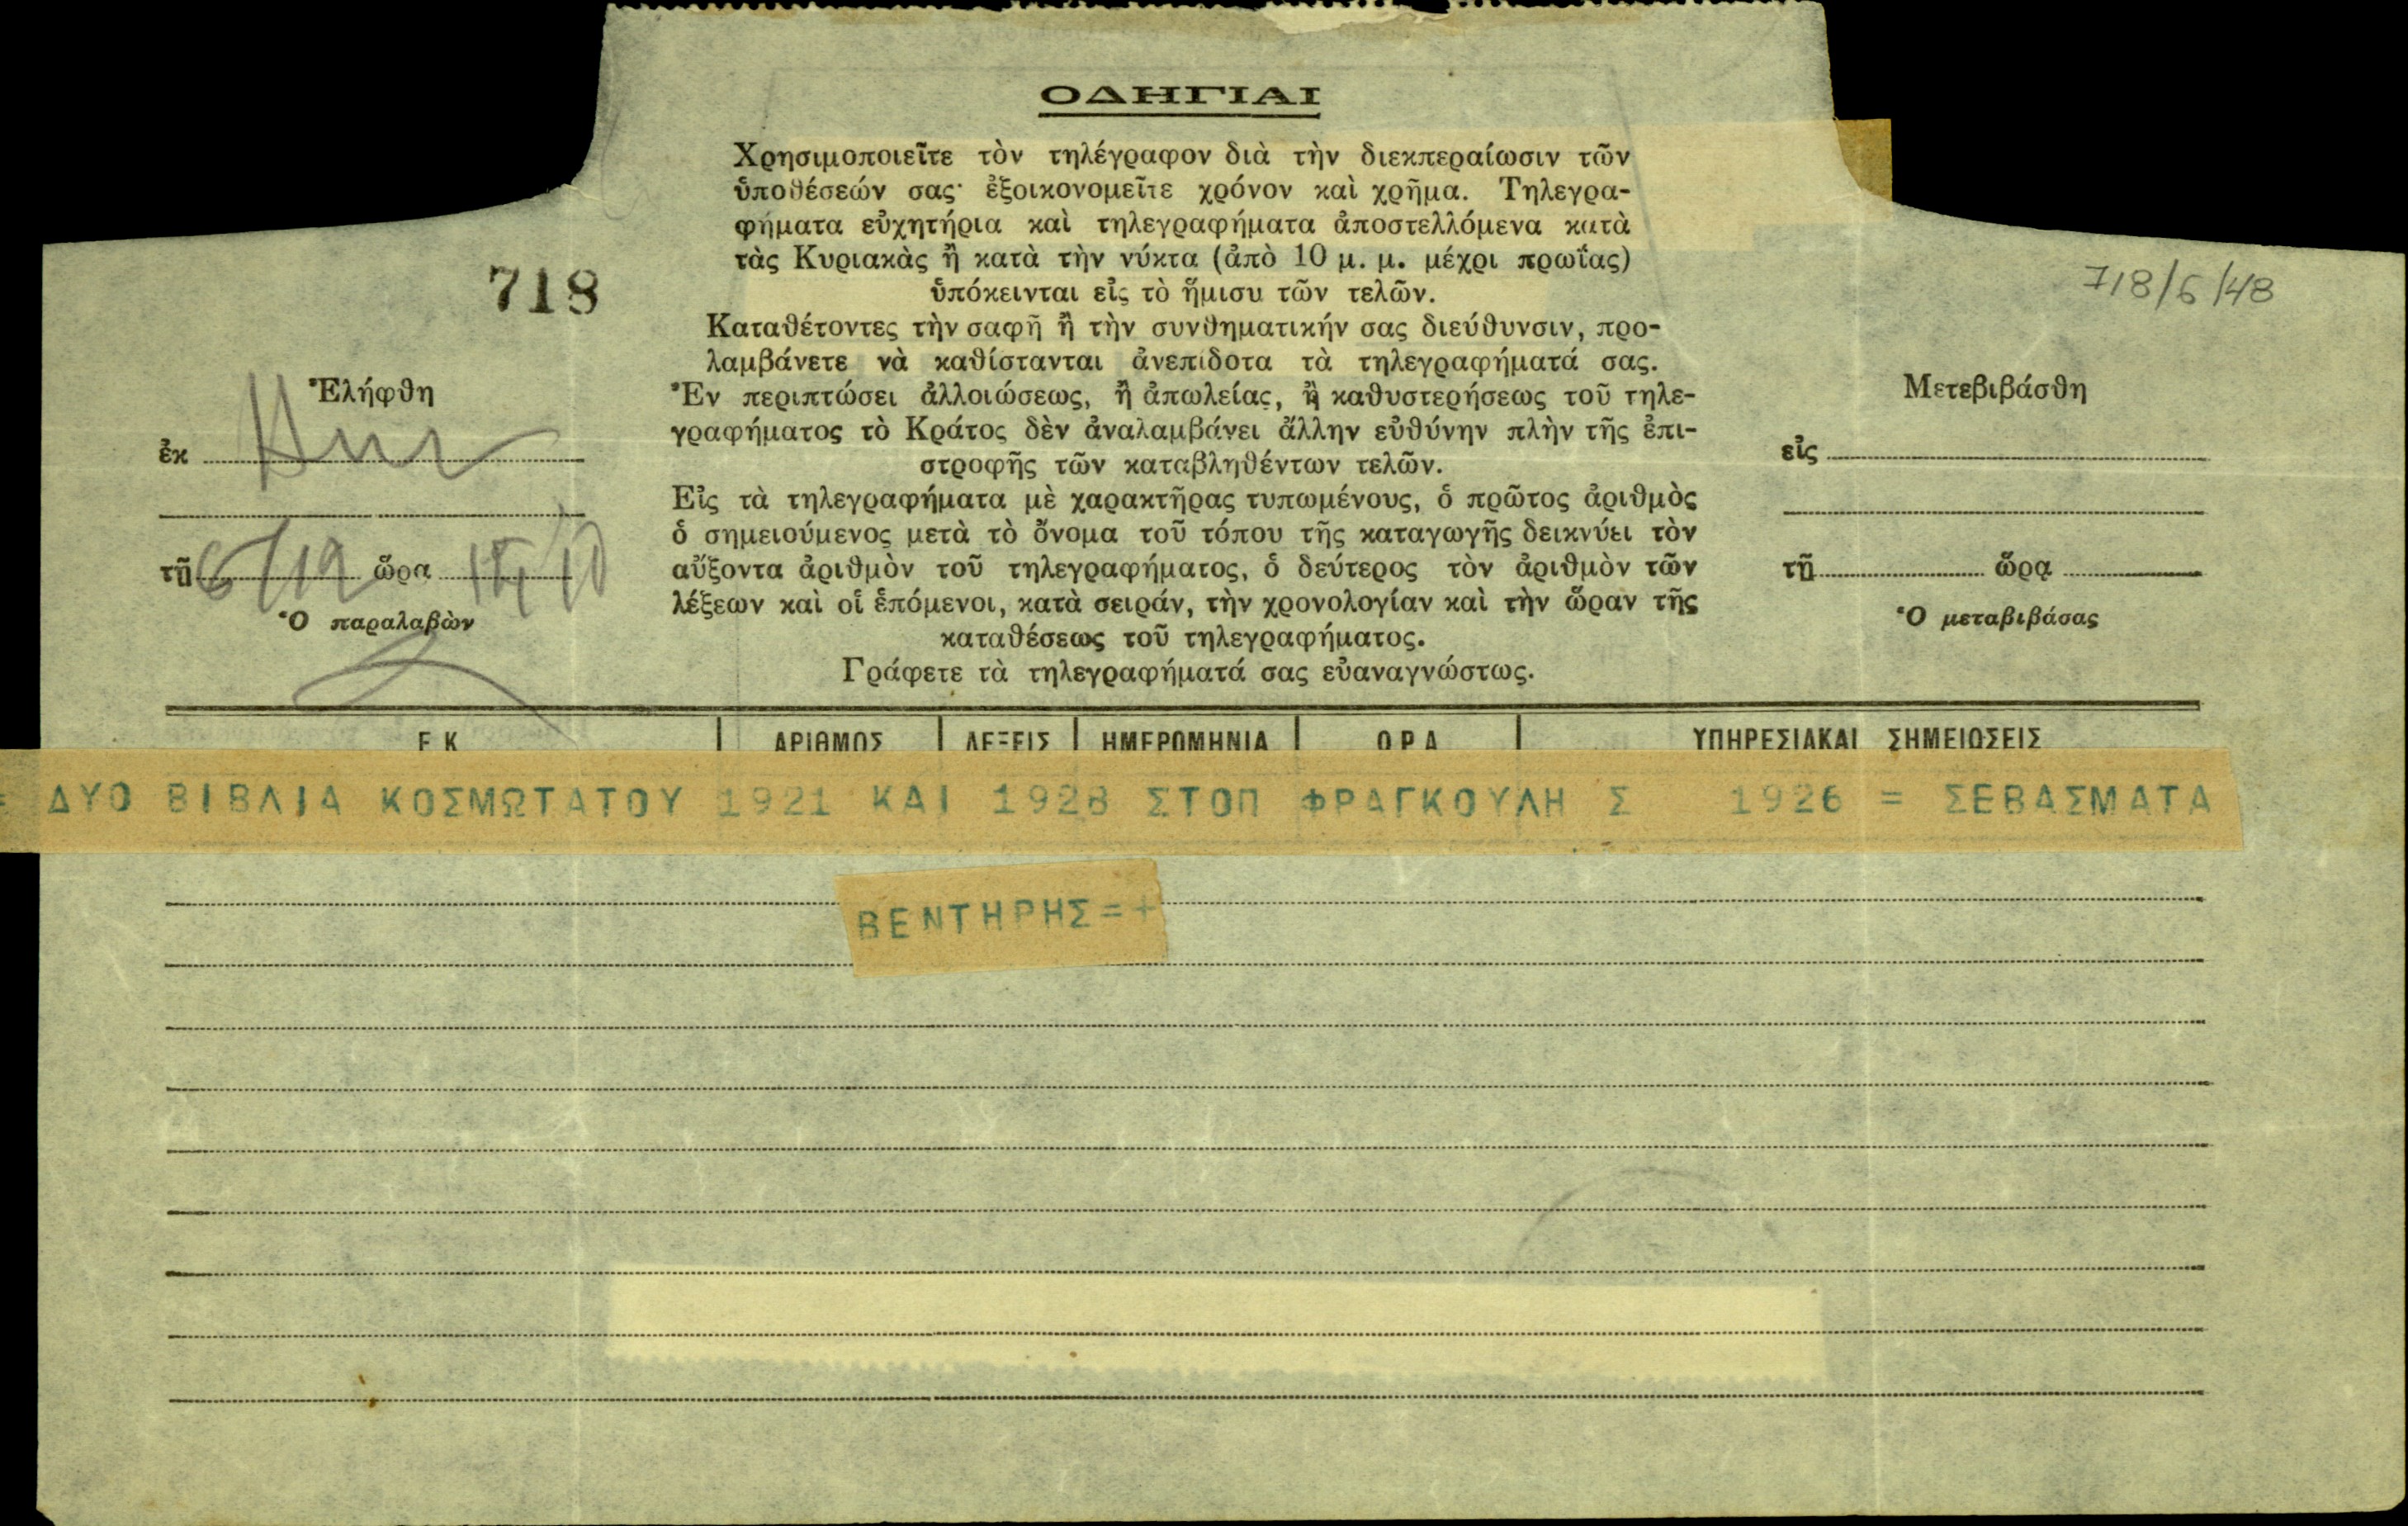 ΟΔΗΓΙΑΙ
Χρησιμοποιεῖτε τὸν τηλέγραφον διὰ τὴν διεκπεραίωσιν τῶν
ὑποθέσεών σας· ἐξοικονομεῖτε χρόνον καὶ χρῆμα. Τηλεγρα-
φήματα εὐχητήρια καὶ τηλεγραφήματα ἀποστελλόμενα κατὰ
τὰς Κυριακὰς ἢ κατὰ τὴν νύκτα (ἀπὸ 10 μ. μ. μέχρι πρωΐας)
ὑπόκεινται εἰς τὸ ἥμισυ τῶν τελῶν.
718
718/6/48
Καταθέτοντες τὴν σαφῆ ἢ τὴν συνθηματικήν σας διεύθυνσιν, προ-
λαμβάνετε νὰ καθίστανται ἀνεπίδοτα τὰ τηλεγραφήματά σας.
Ἐν περιπτώσει ἀλλοιώσεως, ἢ ἀπωλείας, ἢ καθυστερήσεως τοῦ τηλε-
γραφήματος τὸ Κράτος δὲν ἀναλαμβάνει ἄλλην εὐθύνην πλὴν τῆς ἐπι-
στροφῆς τῶν καταβληθέντων τελῶν.
Εἰς τὰ τηλεγραφήματα μὲ χαρακτῆρας τυπωμένους, ὁ πρῶτος ἀριθμὸς
ὁ σημειούμενος μετὰ τὸ ὄνομα τοῦ τόπου τῆς καταγωγῆς δεικνύει τὸν
αὔξοντα ἀριθμὸν τοῦ τηλεγραφήματος, ὁ δεύτερος τὸν ἀριθμὸν τῶν
λέξεων καὶ οἱ ἑπόμενοι, κατὰ σειράν, τὴν χρονολογίαν καὶ τὴν ὥραν τῆς
καταθέσεως τοῦ τηλεγραφήματος.
Γράφετε τὰ τηλεγραφήματά σας εὐαναγνώστως.
Ἐλήφθη
ἐκ
τῇ 6/12 ὥρα
Ὁ παραλαβὼν
Μετεβιβάσθη
εἰς
τῇ ὥρᾳ
Ὁ μεταβιβάσας
ΕΚ ΑΡΙΘΜΟΣ ΛΕΞΕΙΣ ΗΜΕΡΟΜΗΝΙΑ ΩΡΑ ΥΠΗΡΕΣΙΑΚΑΙ ΣΗΜΕΙΩΣΕΙΣ
= ΔΥΟ ΒΙΒΛΙΑ ΚΟΣΜΩΤΑΤΟΥ 1921 ΚΑΙ 1928 ΣΤΟΠ ΦΡΑΓΚΟΥΛΗ Σ 1926 = ΣΕΒΑΣΜΑΤΑ
ΒΕΝΤΗΡΗΣ=+